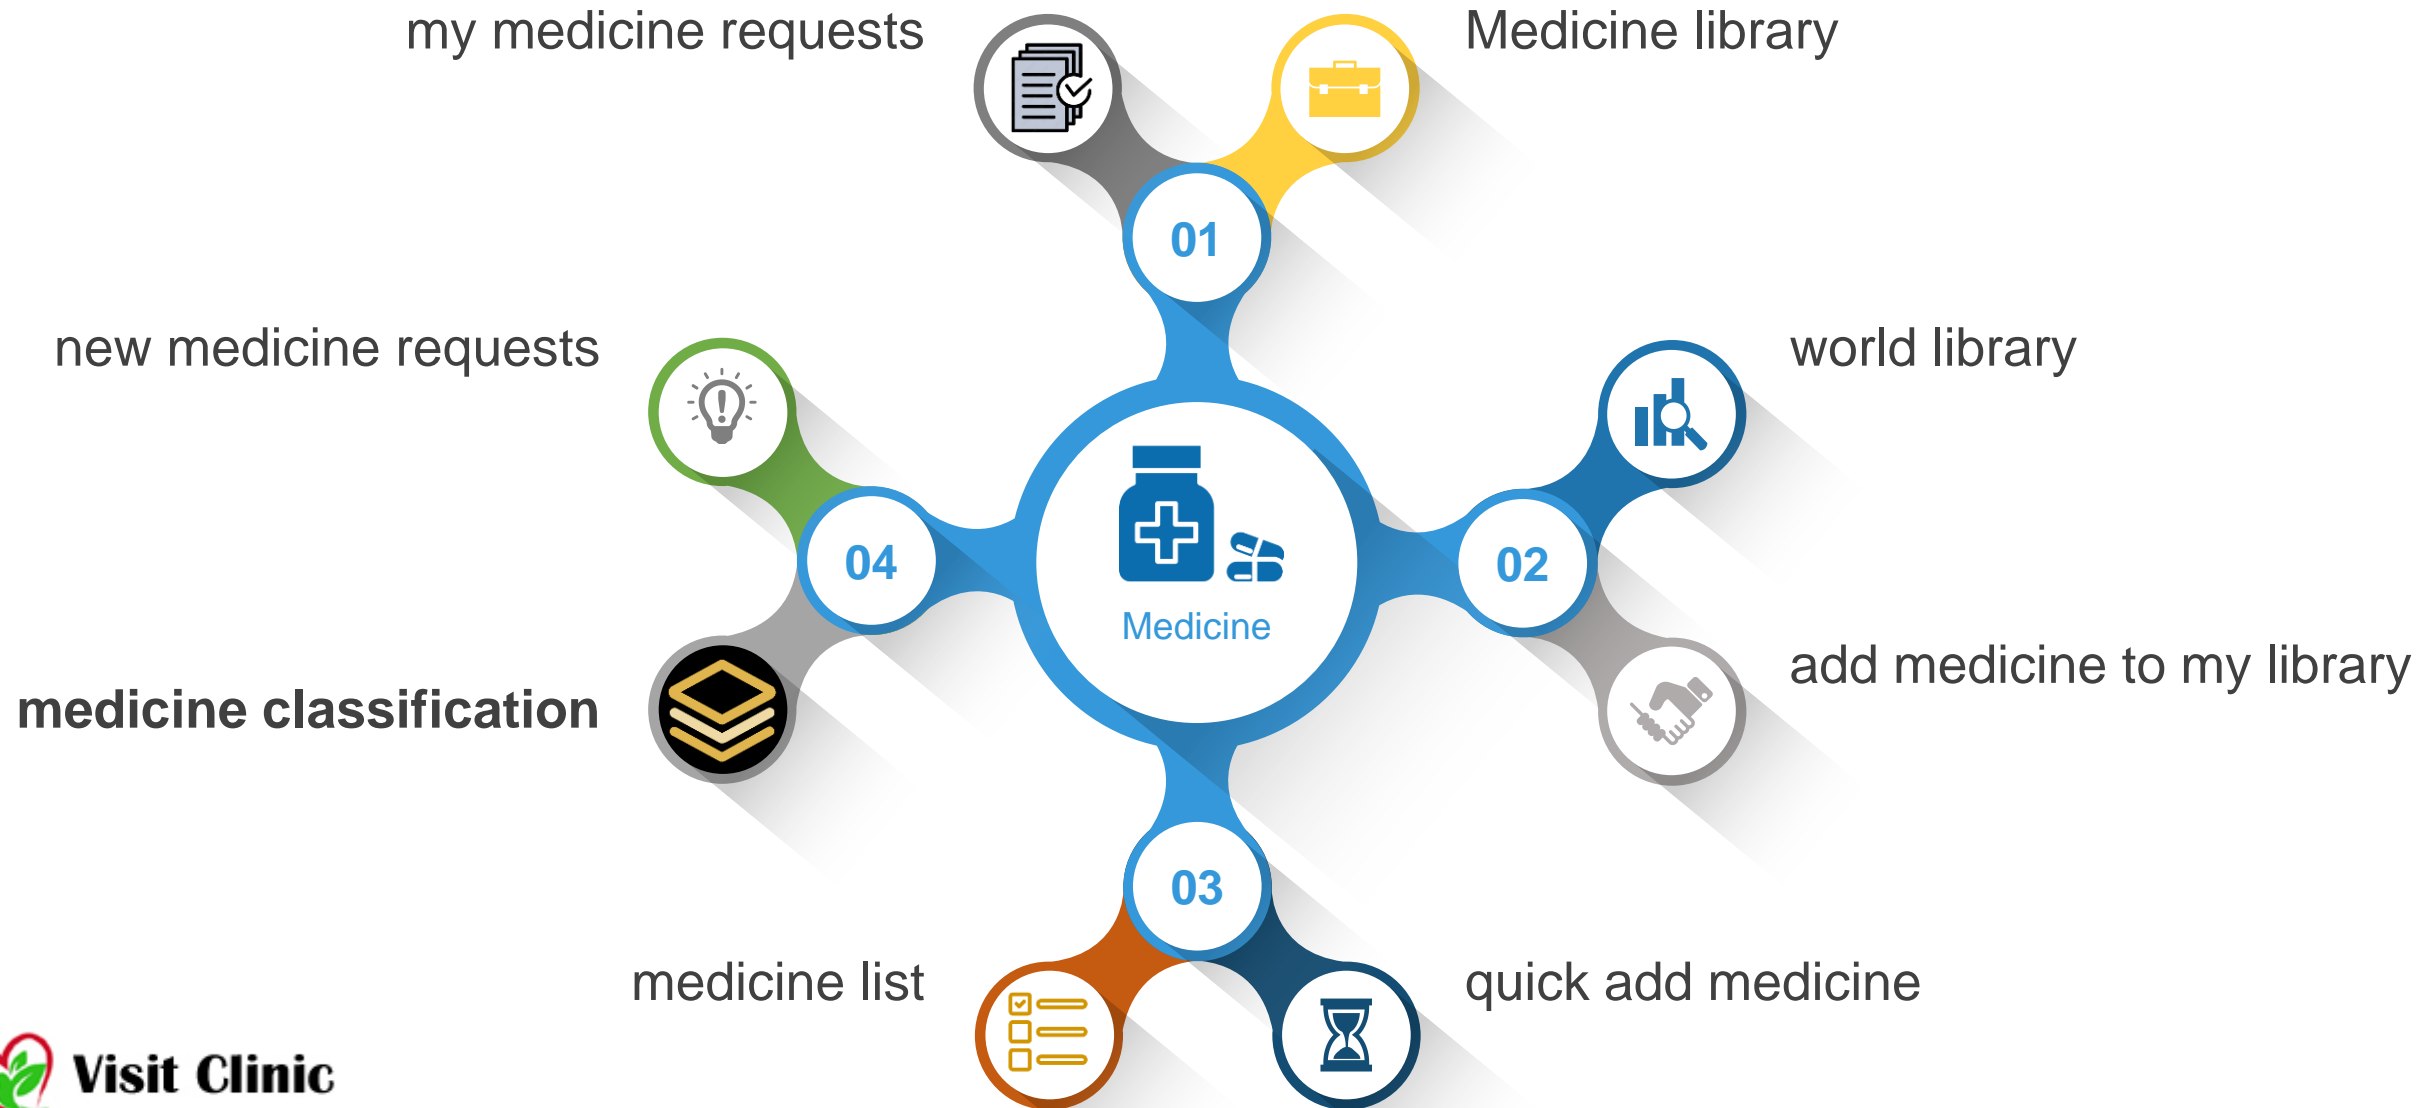 my medicine requests
Medicine library
01
new medicine requests
world library
04
Medicine
02
medicine classification
add medicine to my library
03
medicine list
quick add medicine
Visit Clinic